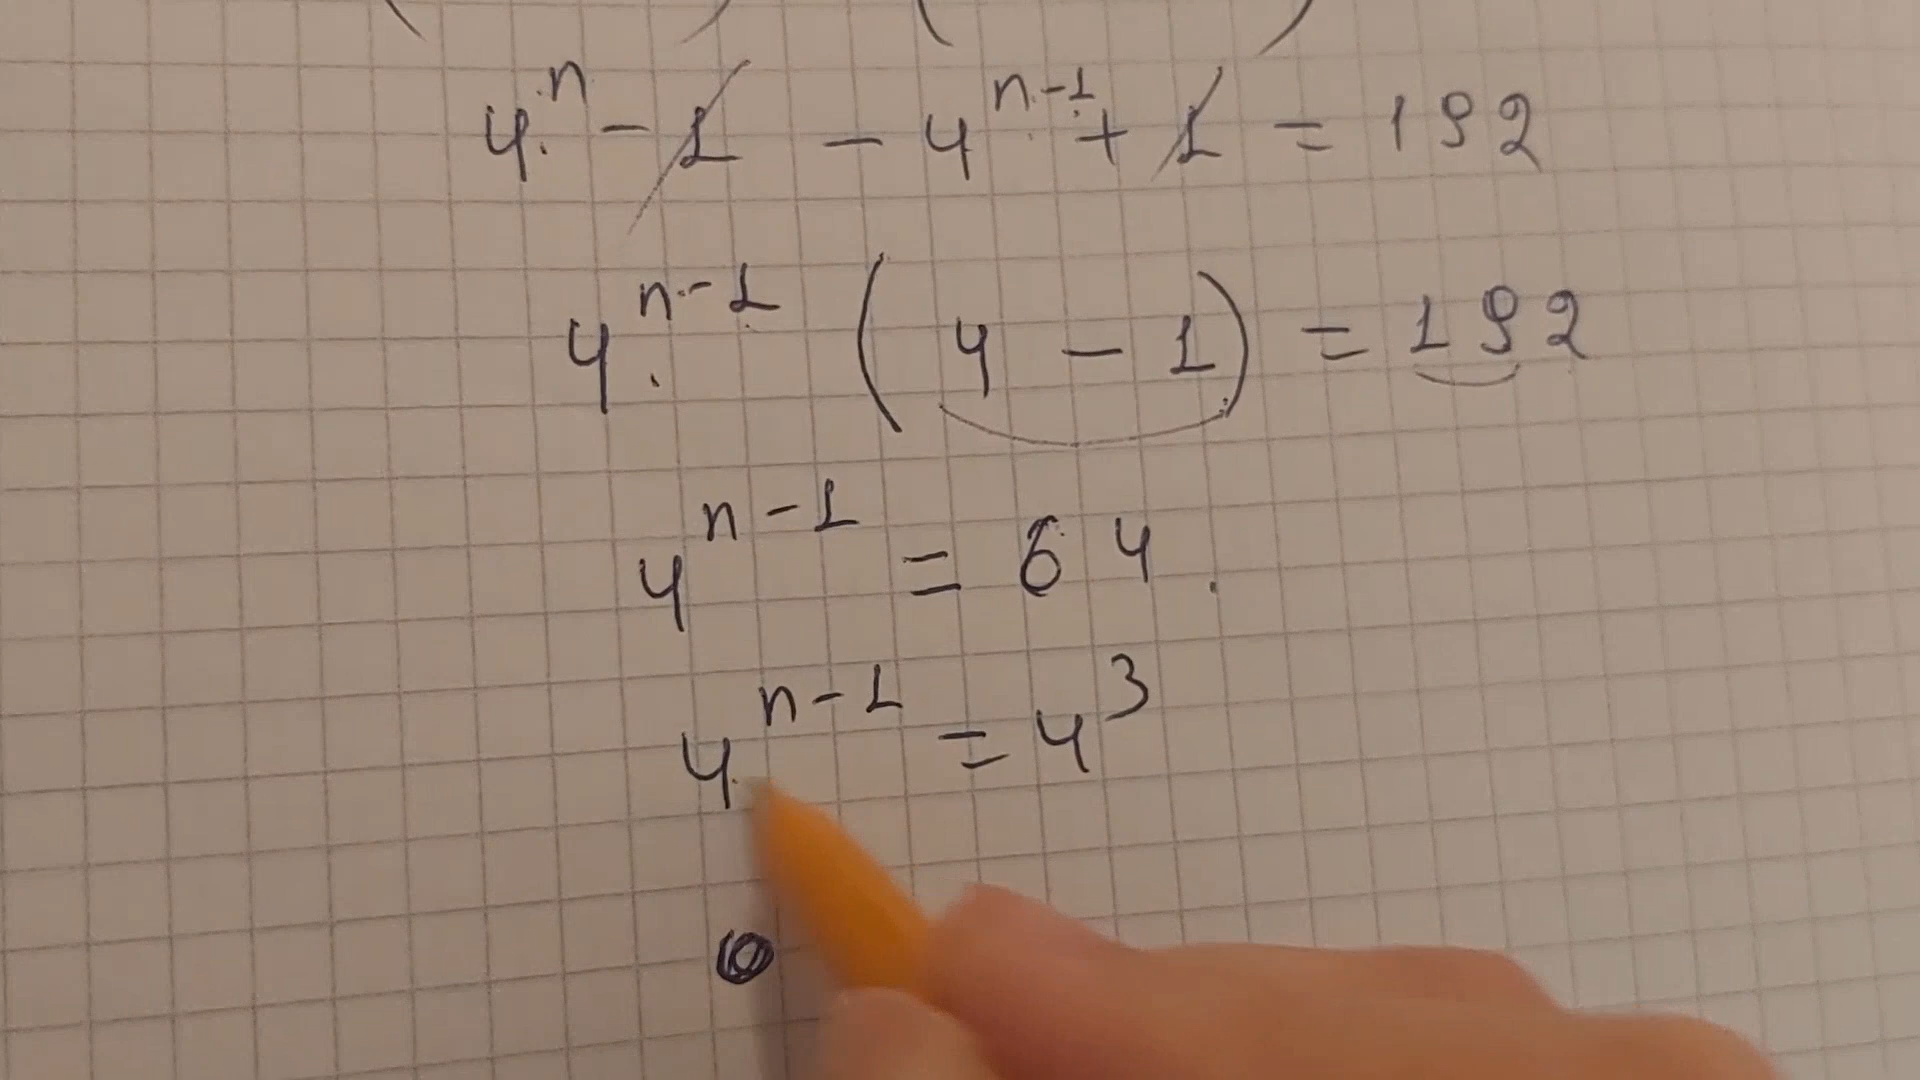 4^n - 1 - 4^{n-1} + 1 = 192
4^{n-1} (4 - 1) = 192
4^{n-1} = 64.
4^{n-1} = 4^3